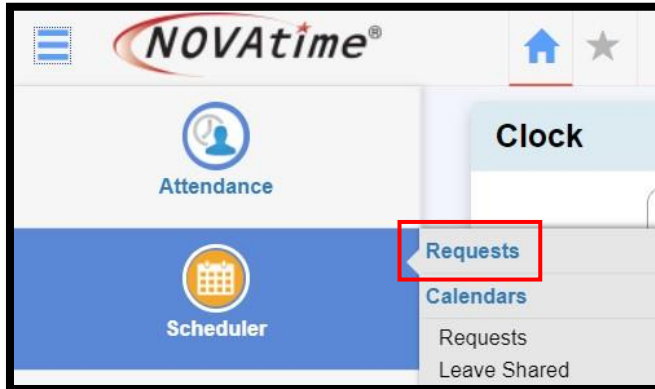 NOVAtime®
Clock
Attendance
Requests
Calendars
Scheduler
Requests
Leave Shared